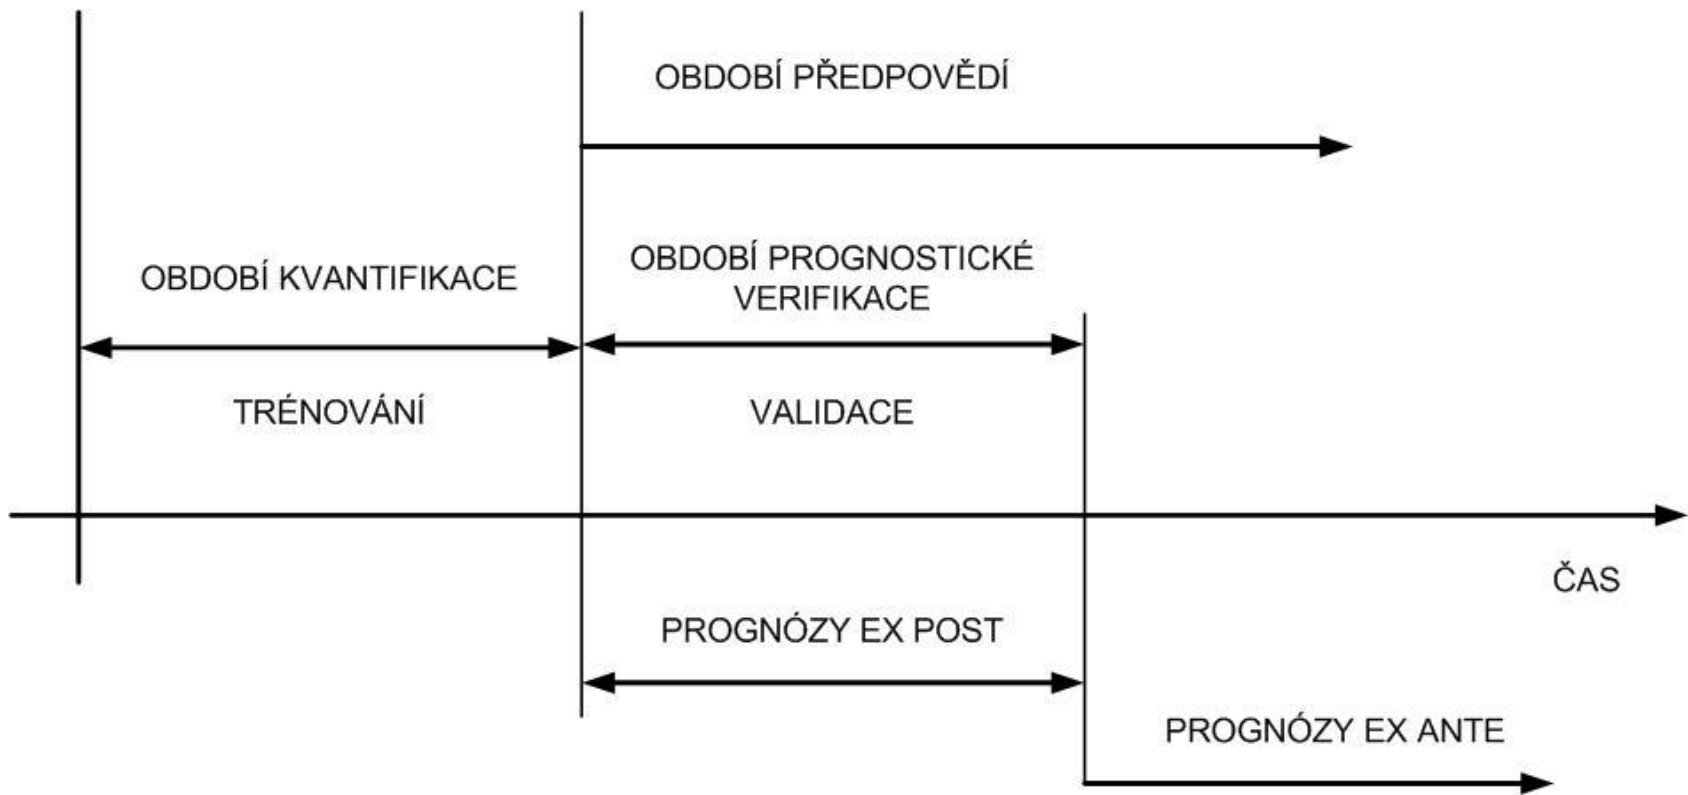 OBDOBÍ PŘEDPOVĚDÍ
OBDOBÍ KVANTIFIKACE
OBDOBÍ PROGNOSTICKÉ
VERIFIKACE
TRÉNOVÁNÍ
VALIDACE
ČAS
PROGNÓZY EX POST
PROGNÓZY EX ANTE